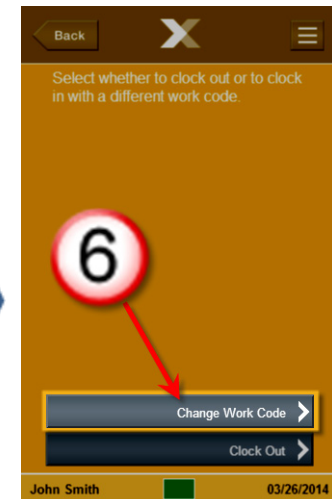 Back
Select whether to clock out or to clock
in with a different work code.
6
Change Work Code
Clock Out
John Smith
03/26/2014